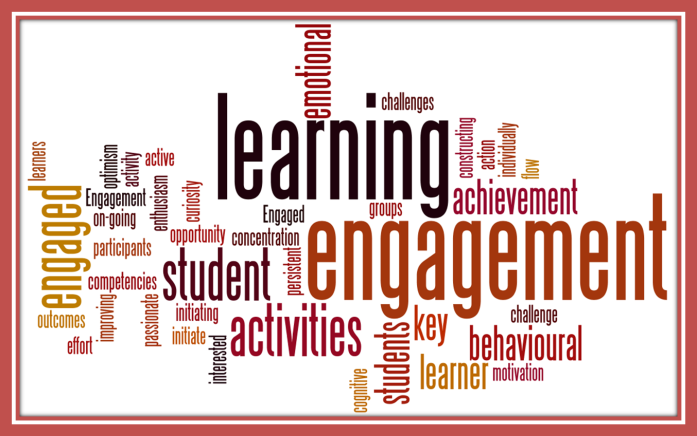 emotional
challenges
learning
learners
optimism
activity
active
enthusiasm
curiosity
constructing
action
individually
flow
engaged
Engagement
on-going
Engaged
groups
achievement
participants
opportunity
concentration
engagement
competencies
student
persistent
outcomes
improving
passionate
initiating
activities
effort
initiate
interested
students
key
challenge
behavioural
cognitive
learner
motivation